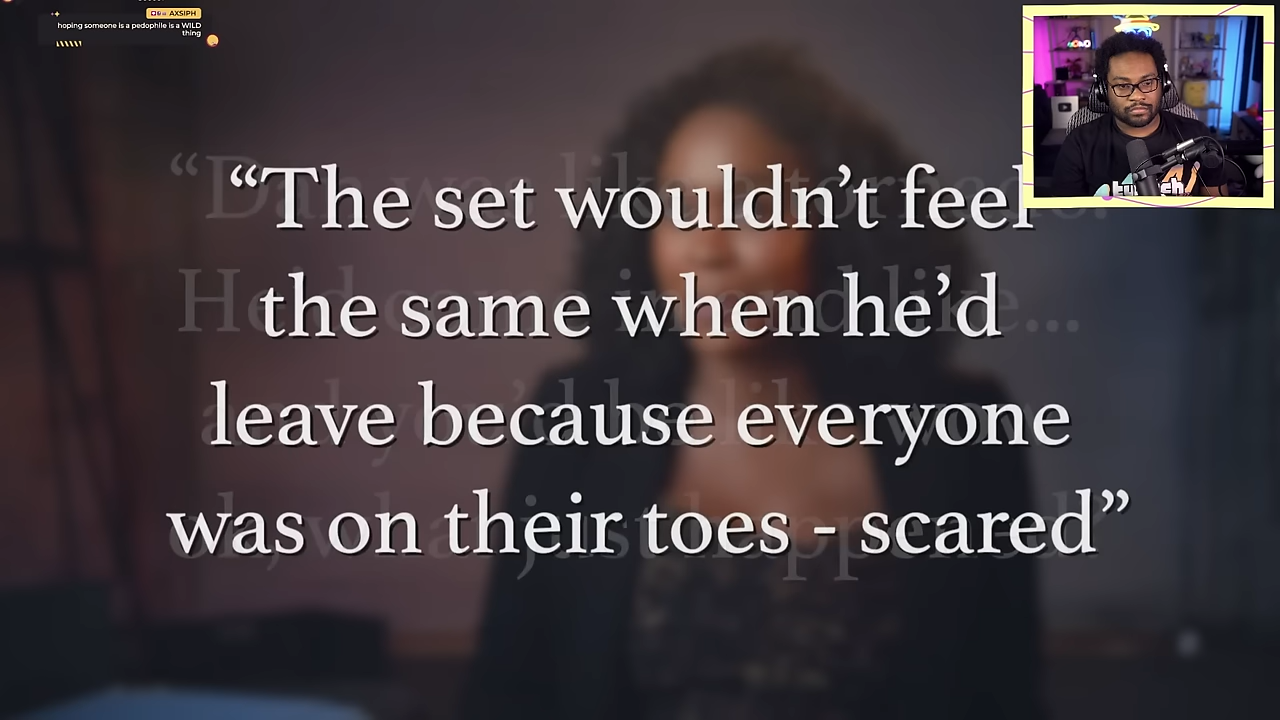 AXSIPH
hoping someone is a pedophile is a WILD
thing
“The set wouldn’t feel
the same when he’d
leave because everyone
was on their toes - scared”